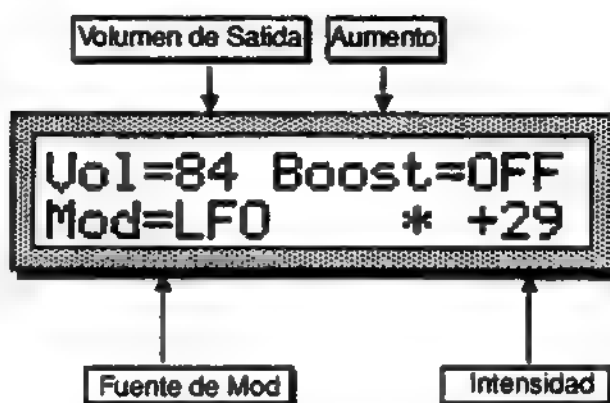 Volumen de Salida
Aumento
Vol=84 Boost=OFF
Mod=LFO * +29
Fuente de Mod
Intensidad